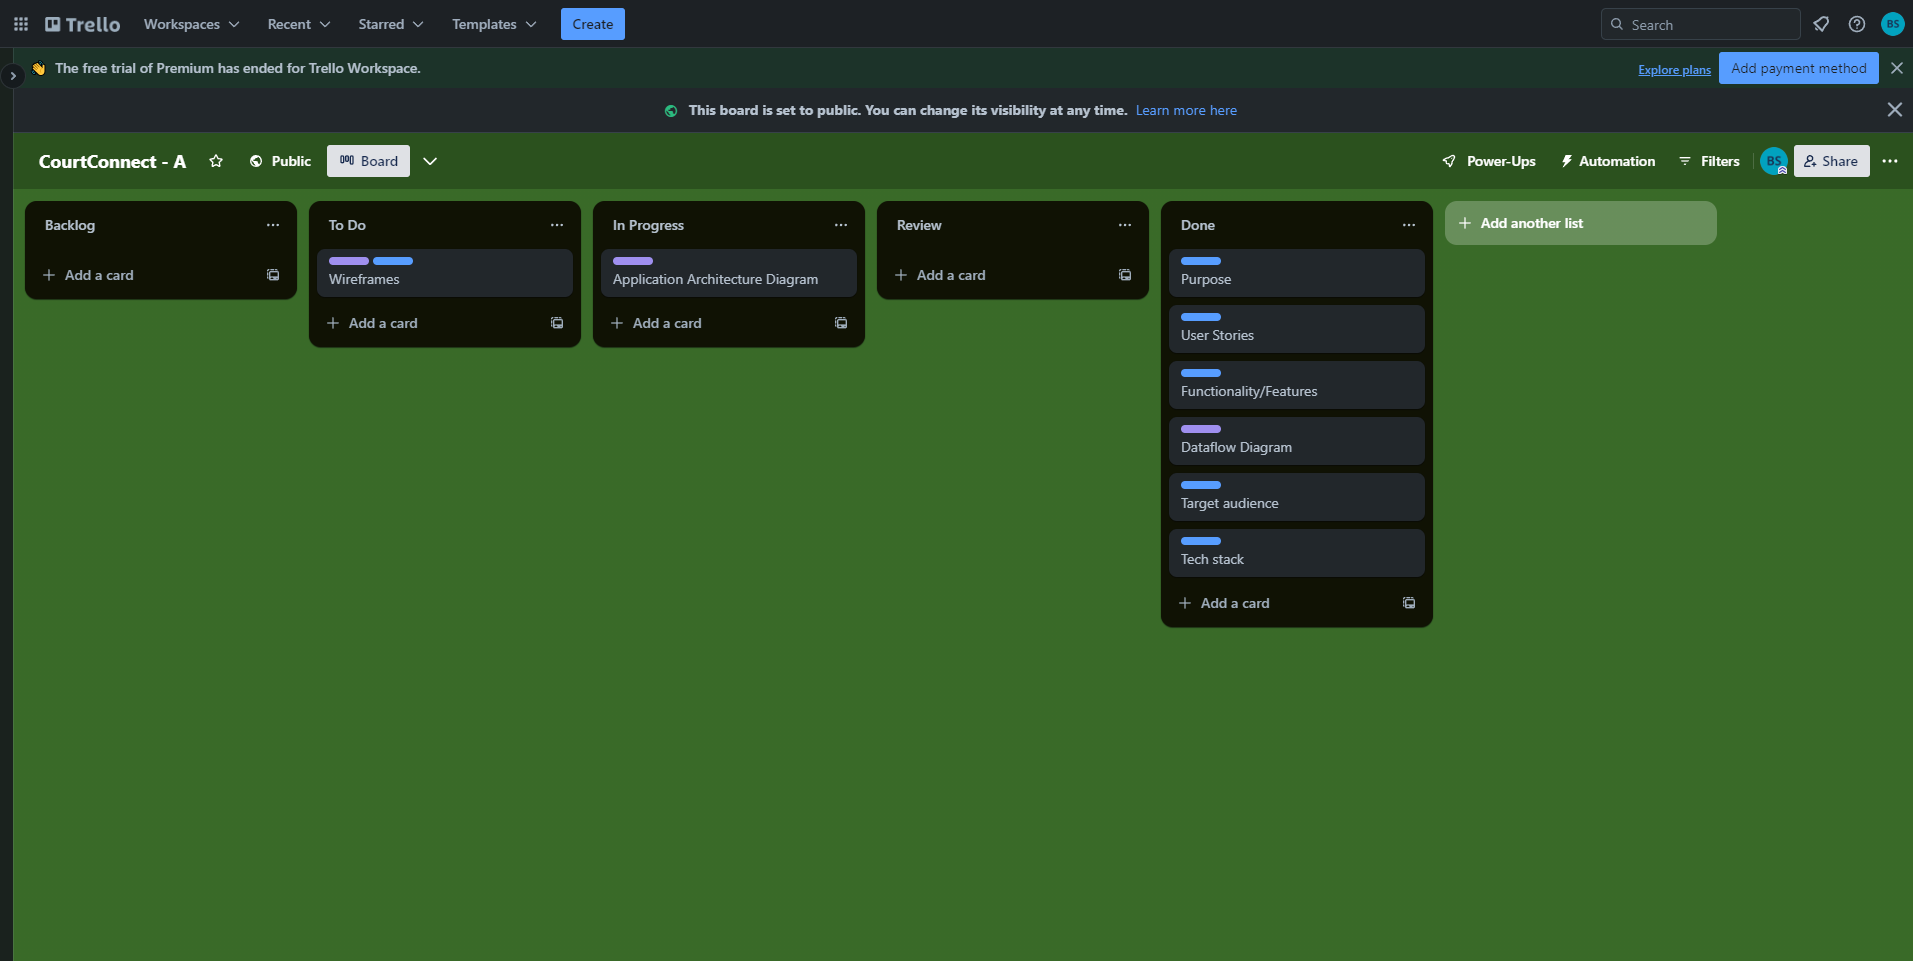 Trello Workspaces Recent Starred Templates Create Search BS
The free trial of Premium has ended for Trello Workspace. Explore plans Add payment method
This board is set to public. You can change its visibility at any time. Learn more here
CourtConnect - A Public Board Power-Ups Automation Filters BS Share
Backlog
Add a card
To Do
Wireframes
Add a card
In Progress
Application Architecture Diagram
Add a card
Review
Add a card
Done
Purpose
User Stories
Functionality/Features
Dataflow Diagram
Target audience
Tech stack
Add a card
Add another list